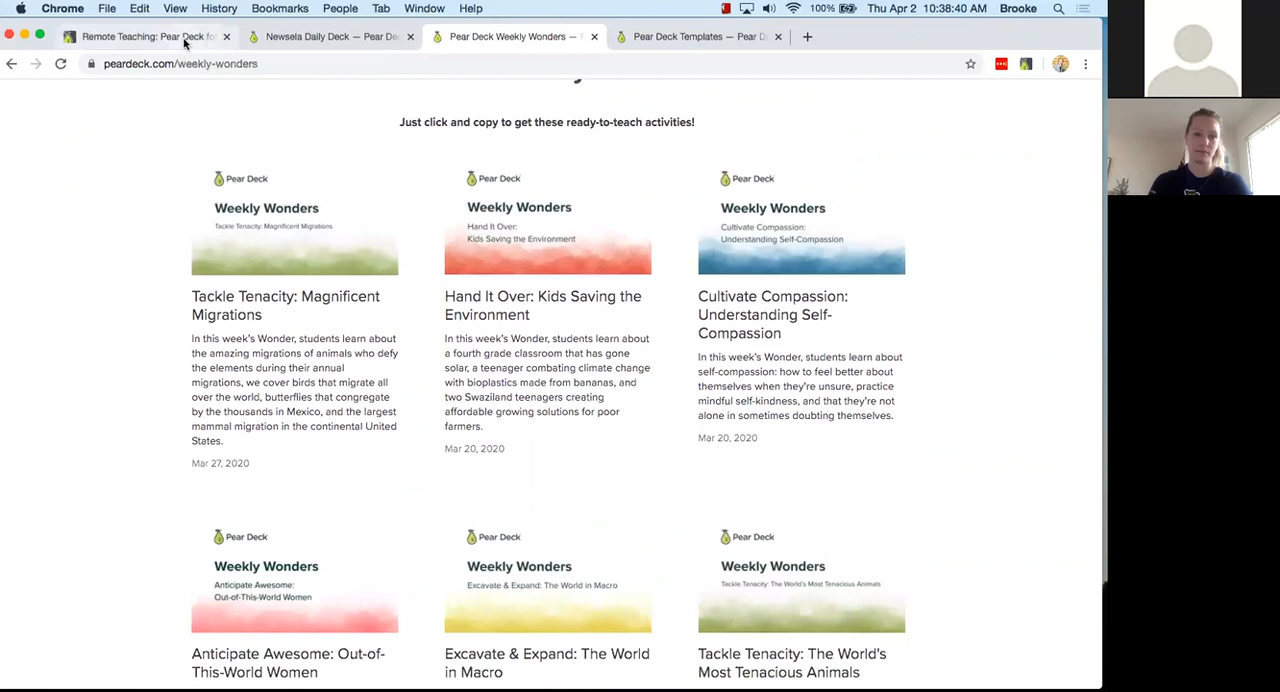 Chrome File Edit View History Bookmarks People Tab Window Help 100% Thu Apr 2 10:38:40 AM Brooke
Remote Teaching: Pear Deck fo
Newsela Daily Deck — Pear De
Pear Deck Weekly Wonders —
Pear Deck Templates — Pear D
peardeck.com/weekly-wonders
Just click and copy to get these ready-to-teach activities!
Pear Deck
Weekly Wonders
Tackle Tenacity: Magnificent Migrations
Tackle Tenacity: Magnificent
Migrations
In this week's Wonder, students learn about
the amazing migrations of animals who defy
the elements during their annual
migrations, we cover birds that migrate all
over the world, butterflies that congregate
by the thousands in Mexico, and the largest
mammal migration in the continental United
States.
Mar 27, 2020
Pear Deck
Weekly Wonders
Hand It Over:
Kids Saving the Environment
Hand It Over: Kids Saving the
Environment
In this week's Wonder, students learn about
a fourth grade classroom that has gone
solar, a teenager combating climate change
with bioplastics made from bananas, and
two Swaziland teenagers creating
affordable growing solutions for poor
farmers.
Mar 20, 2020
Pear Deck
Weekly Wonders
Cultivate Compassion:
Understanding Self-Compassion
Cultivate Compassion:
Understanding Self-
Compassion
In this week's Wonder, students learn about
self-compassion: how to feel better about
themselves when they're unsure, practice
mindful self-kindness, and that they're not
alone in sometimes doubting themselves.
Mar 20, 2020
Pear Deck
Weekly Wonders
Anticipate Awesome:
Out-of-This-World Women
Anticipate Awesome: Out-of-
This-World Women
Pear Deck
Weekly Wonders
Excavate & Expand: The World in Macro
Excavate & Expand: The World
in Macro
Pear Deck
Weekly Wonders
Tackle Tenacity: The World's Most Tenacious Animals
Tackle Tenacity: The World's
Most Tenacious Animals